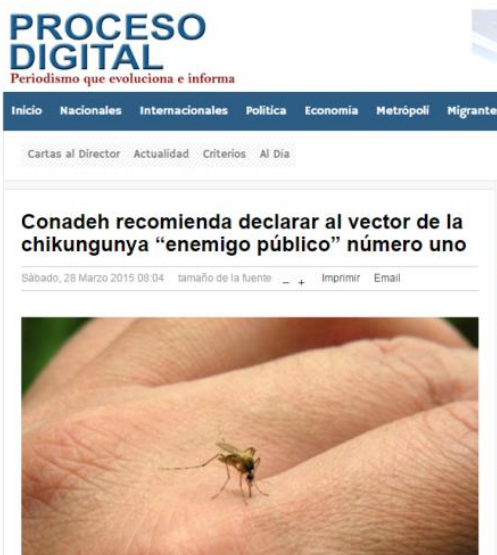 PROCESO
DIGITAL
Periodismo que evoluciona e informa
Inicio Nacionales Internacionales Política Economía Metrópoli Migrante
Cartas al Director Actualidad Criterios Al Día
Conadeh recomienda declarar al vector de la
chikungunya “enemigo público” número uno
Sábado, 28 Marzo 2015 08:04 tamaño de la fuente – + Imprimir Email